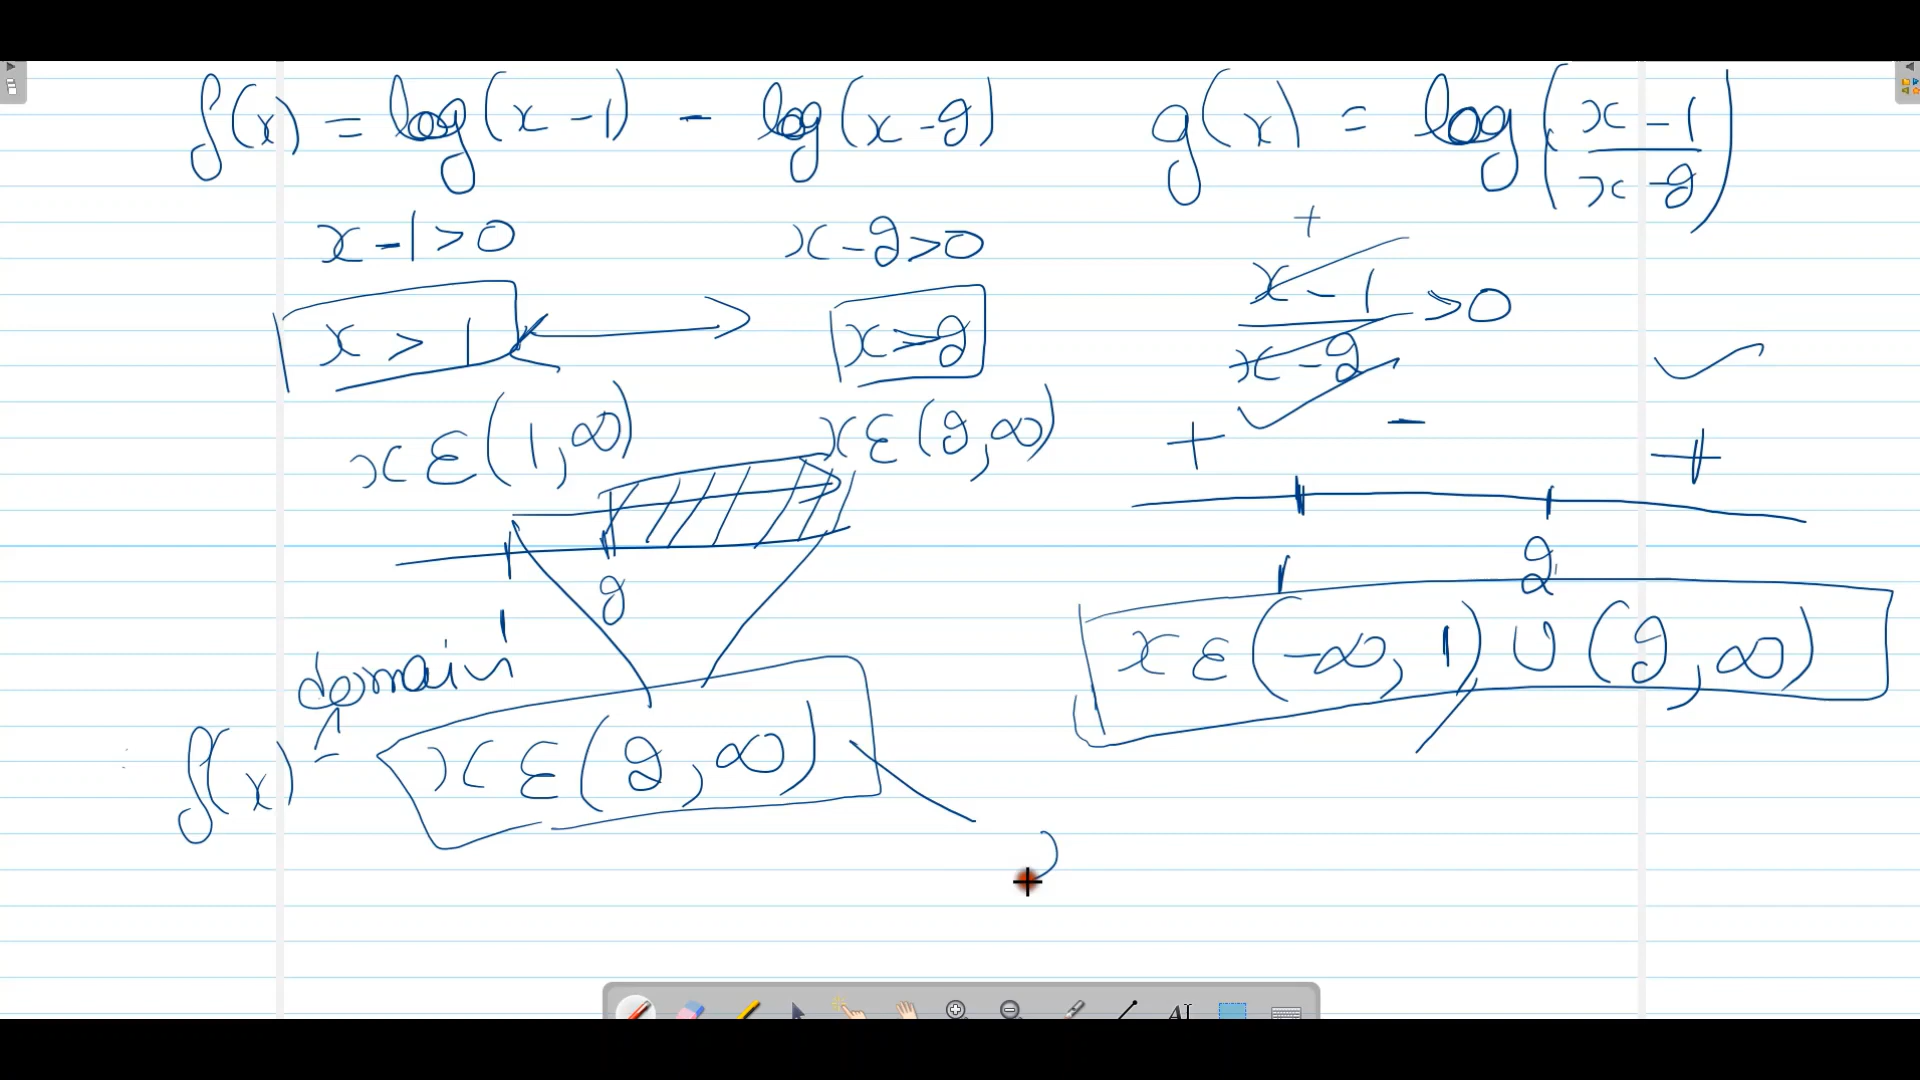 f(x) = log(x-1) - log(x-2)
x-1>0 x-2>0
x > 1 x > 2
x ε (1, ∞) x ε (2, ∞)
1 2
domain
f(x) = x ε (2, ∞)
g(x) = log(x-1/x-2)
+
x-1/x-2 >0
+ - +
1 2
x ε (-∞, 1) ∪ (2, ∞)